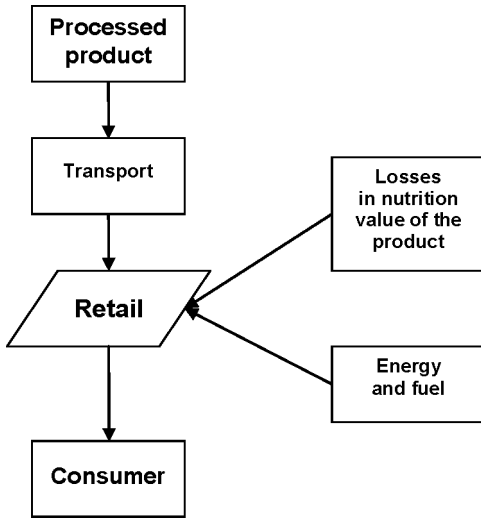 Processed
product
Transport
Losses
in nutrition
value of the
product
Retail
Energy
and fuel
Consumer